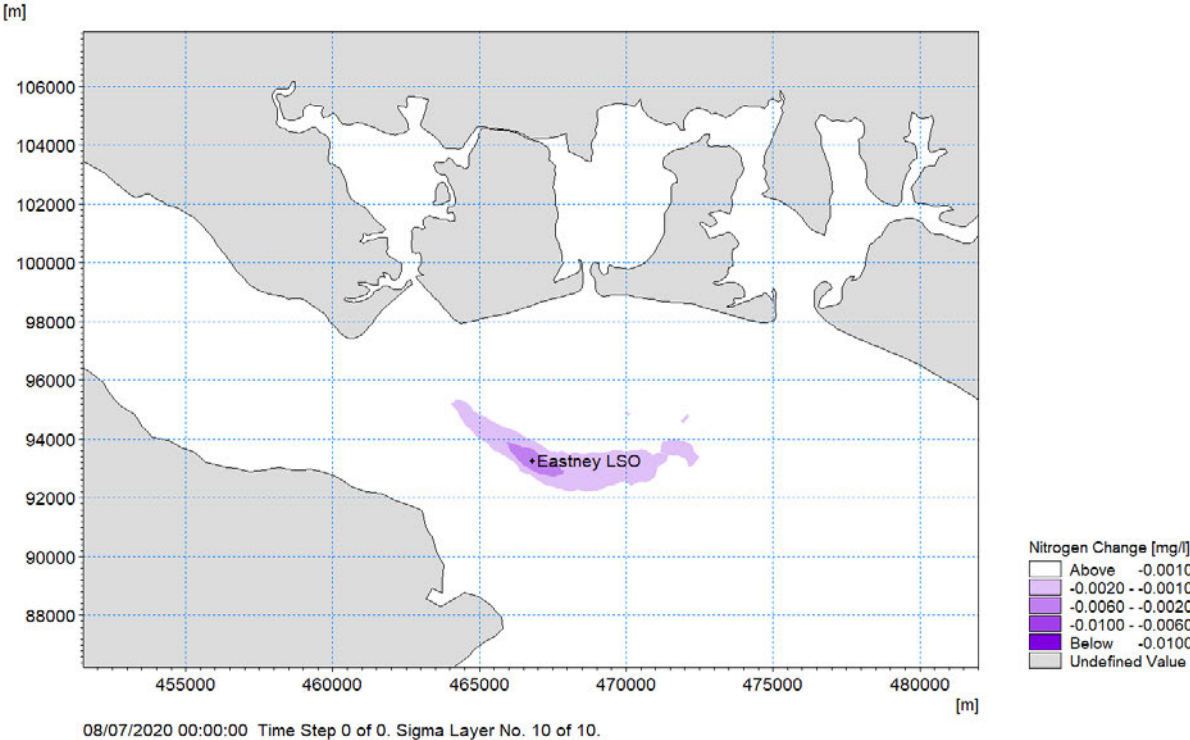 [m]
106000
104000
102000
100000
98000
96000
94000
92000
90000
88000
Eastney LSO
455000 460000 465000 470000 475000 480000
[m]
Nitrogen Change [mg/l]
Above -0.0010
-0.0020 - -0.0010
-0.0060 - -0.0020
-0.0100 - -0.0060
Below -0.0100
Undefined Value
08/07/2020 00:00:00 Time Step 0 of 0. Sigma Layer No. 10 of 10.